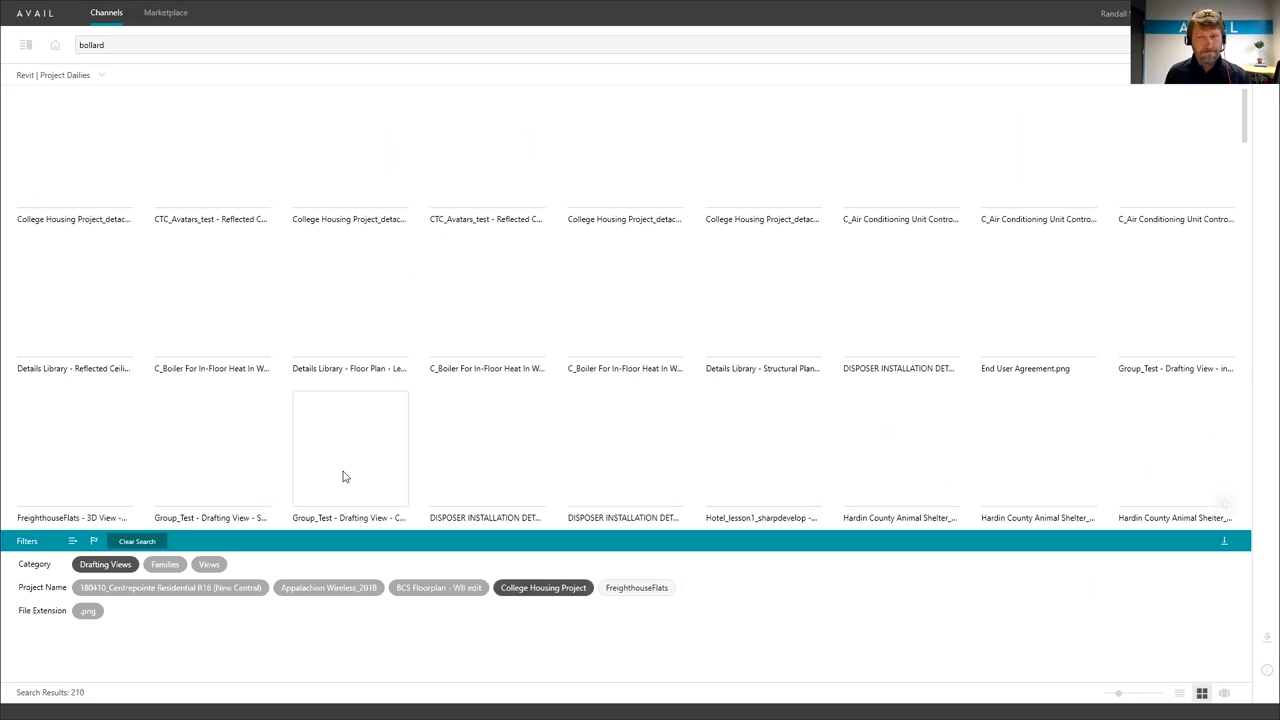 AVAIL Channels Marketplace Randall
bollard
Revit | Project Dailies
College Housing Project_detac... CTC_Avatars_test - Reflected C... College Housing Project_detac... CTC_Avatars_test - Reflected C... College Housing Project_detac... College Housing Project_detac... C_Air Conditioning Unit Contro... C_Air Conditioning Unit Contro... C_Air Conditioning Unit Contro...
Details Library - Reflected Ceili... C_Boiler For In-Floor Heat In W... Details Library - Floor Plan - Le... C_Boiler For In-Floor Heat In W... C_Boiler For In-Floor Heat In W... Details Library - Structural Plan... DISPOSER INSTALLATION DET... End User Agreement.png Group_Test - Drafting View - in...
FreighthouseFlats - 3D View -... Group_Test - Drafting View - S... Group_Test - Drafting View - C... DISPOSER INSTALLATION DET... DISPOSER INSTALLATION DET... Hotel_lesson1_sharpdevelop -... Hardin County Animal Shelter_... Hardin County Animal Shelter_... Hardin County Animal Shelter_...
Filters Clear Search
Category Drafting Views Families Views
Project Name 180410_Centrepointe Residential R16 (New Central) Appalachian Wireless_2018 BCS Floorplan - WB edit College Housing Project FreighthouseFlats
File Extension .png
Search Results: 210